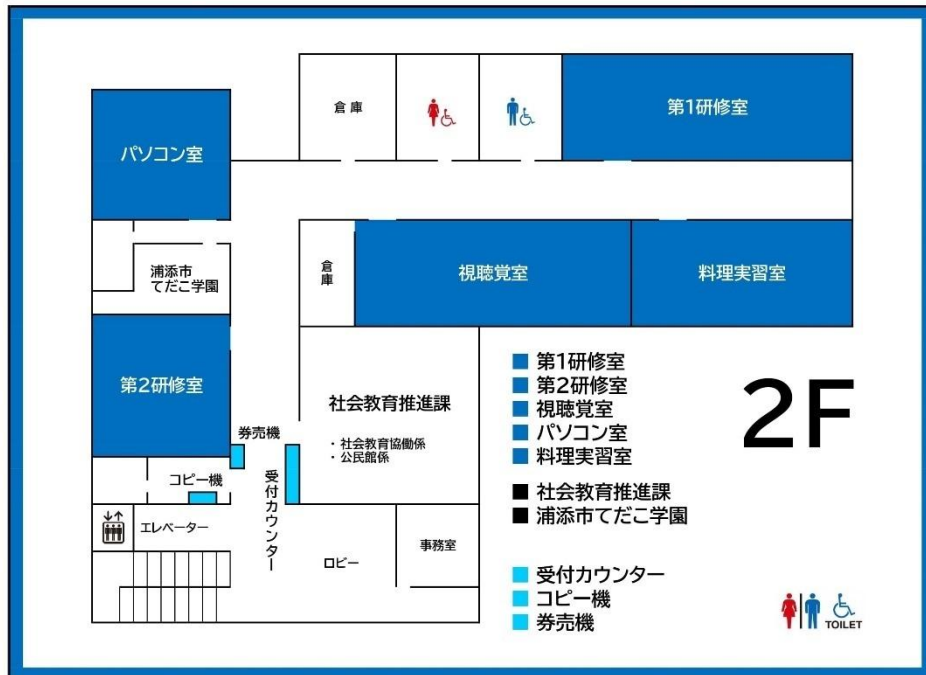 倉庫
第1研修室
パソコン室
浦添市
てだこ学園
倉庫
視聴覚室
料理実習室
第2研修室
社会教育推進課
・社会教育協働係
・公民館係
券売機
受付カウンター
コピー機
エレベーター
ロビー
事務室
2F
第1研修室
第2研修室
視聴覚室
パソコン室
料理実習室
社会教育推進課
浦添市てだこ学園
受付カウンター
コピー機
券売機
TOILET